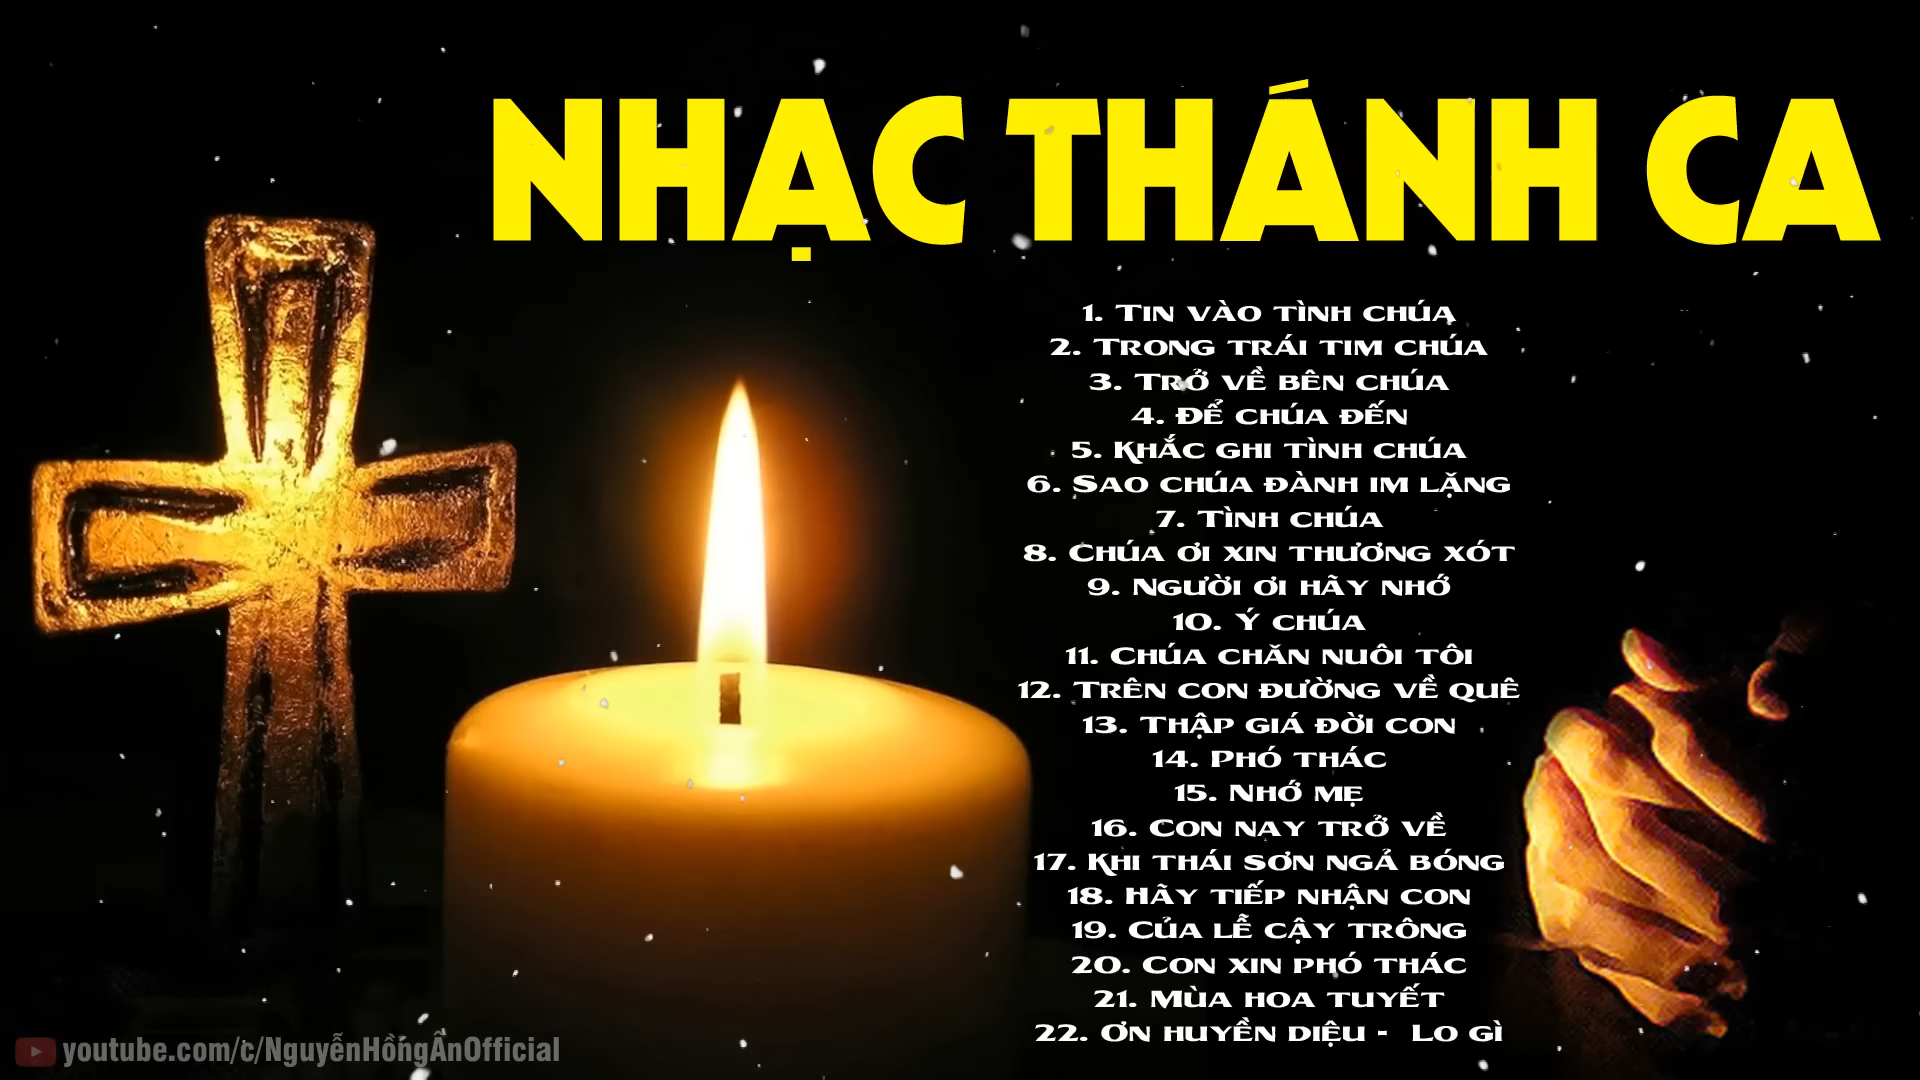 NHẠC THÁNH CA
1. Tin vào tình chúa
2. Trong trái tim chúa
3. Trở về bên chúa
4. Để chúa đến
5. Khắc ghi tình chúa
6. Sao chúa đành im lặng
7. Tình chúa
8. Chúa ơi xin thương xót
9. Người ơi hãy nhớ
10. Ý chúa
11. Chúa chăn nuôi tôi
12. Trên con đường về quê
13. Thập giá đời con
14. Phó thác
15. Nhớ mẹ
16. Con nay trở về
17. Khi thái sơn ngả bóng
18. Hãy tiếp nhận con
19. Của lễ cậy trông
20. Con xin phó thác
21. Mùa hoa tuyết
22. Ơn huyền diệu - Lo gì
youtube.com/c/NguyễnHồngÂnOfficial